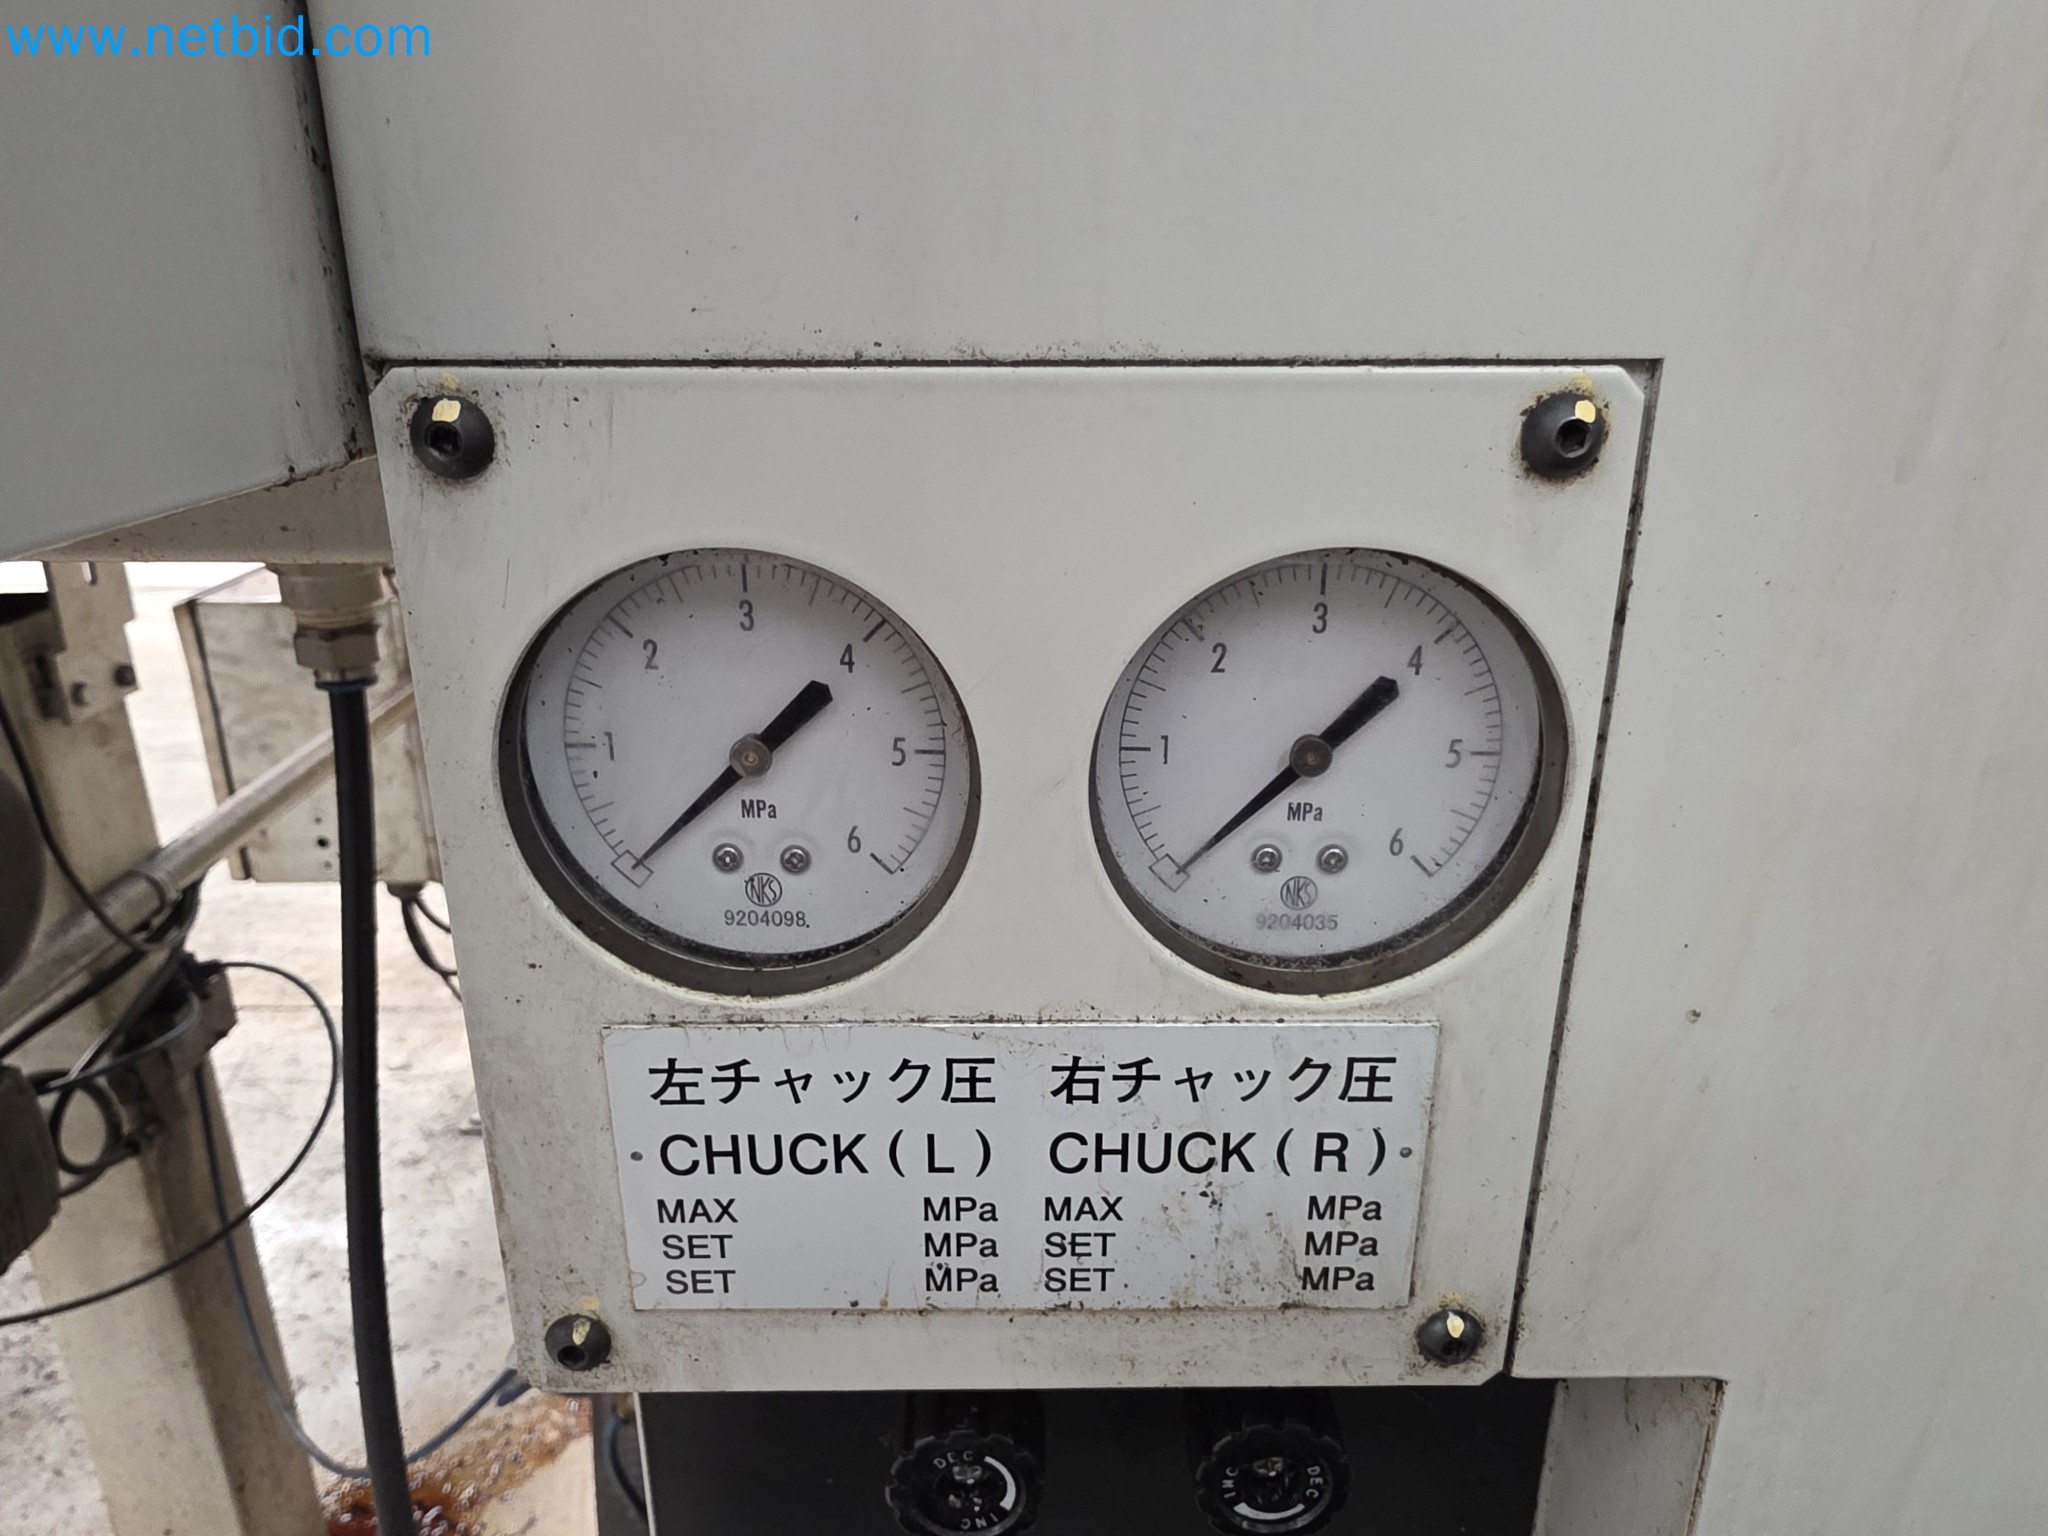 www.netbid.com
1 2 3 4 5 6
MPa
NKS
9204098
1 2 3 4 5 6
MPa
NKS
9204035
左チャック圧 右チャック圧
CHUCK(L) CHUCK(R)
MAX MPa MAX MPa
SET MPa SET MPa
SET MPa SET MPa
DEC INC
INC DEC